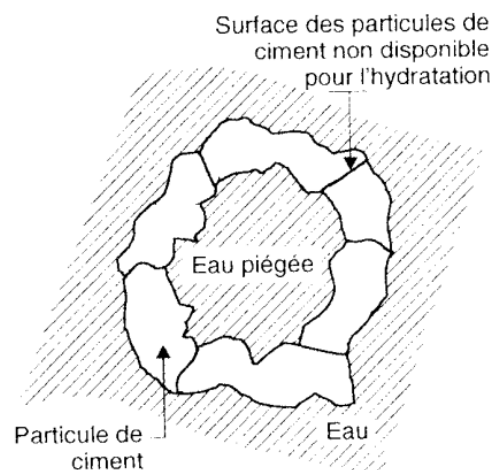 Surface des particules de
ciment non disponible
pour l'hydratation
Eau piégée
Particule de
ciment
Eau